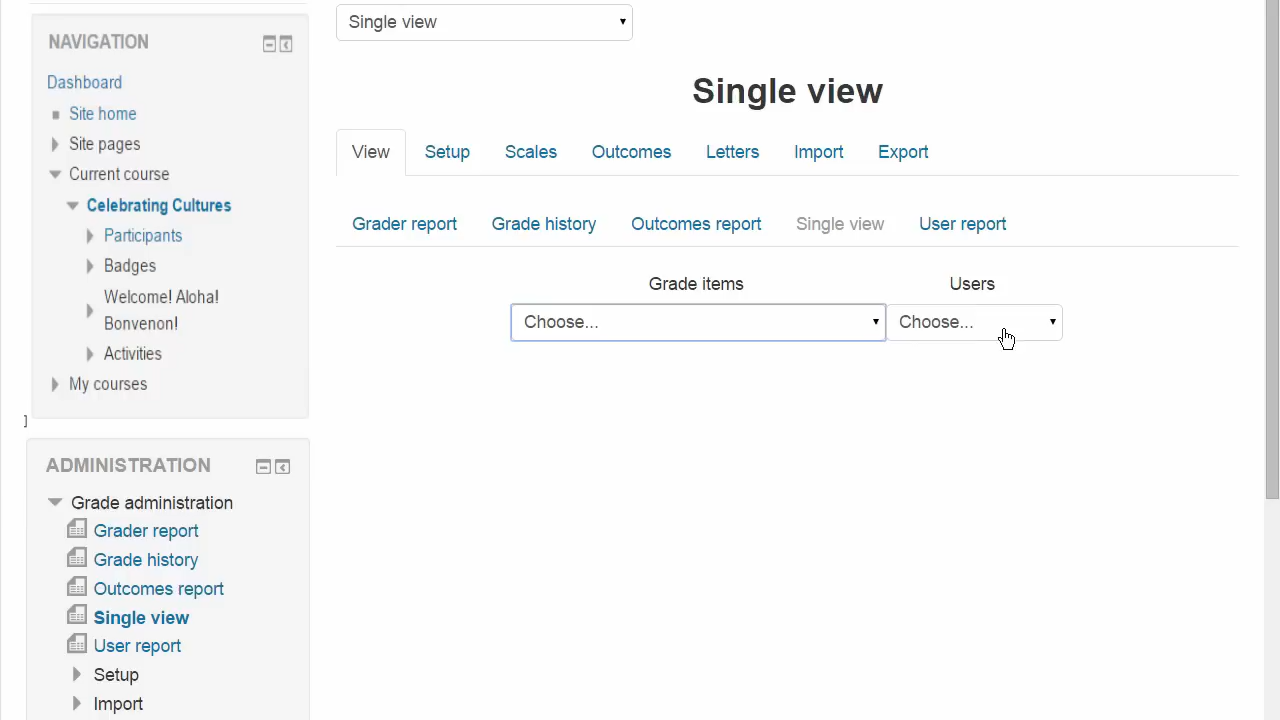 NAVIGATION
Dashboard
Site home
Site pages
Current course
Celebrating Cultures
Participants
Badges
Welcome! Aloha!
Bonvenon!
Activities
My courses
]
ADMINISTRATION
Grade administration
Grader report
Grade history
Outcomes report
Single view
User report
Setup
Import
Single view
Single view
View Setup Scales Outcomes Letters Import Export
Grader report Grade history Outcomes report Single view User report
Grade items Users
Choose... Choose...